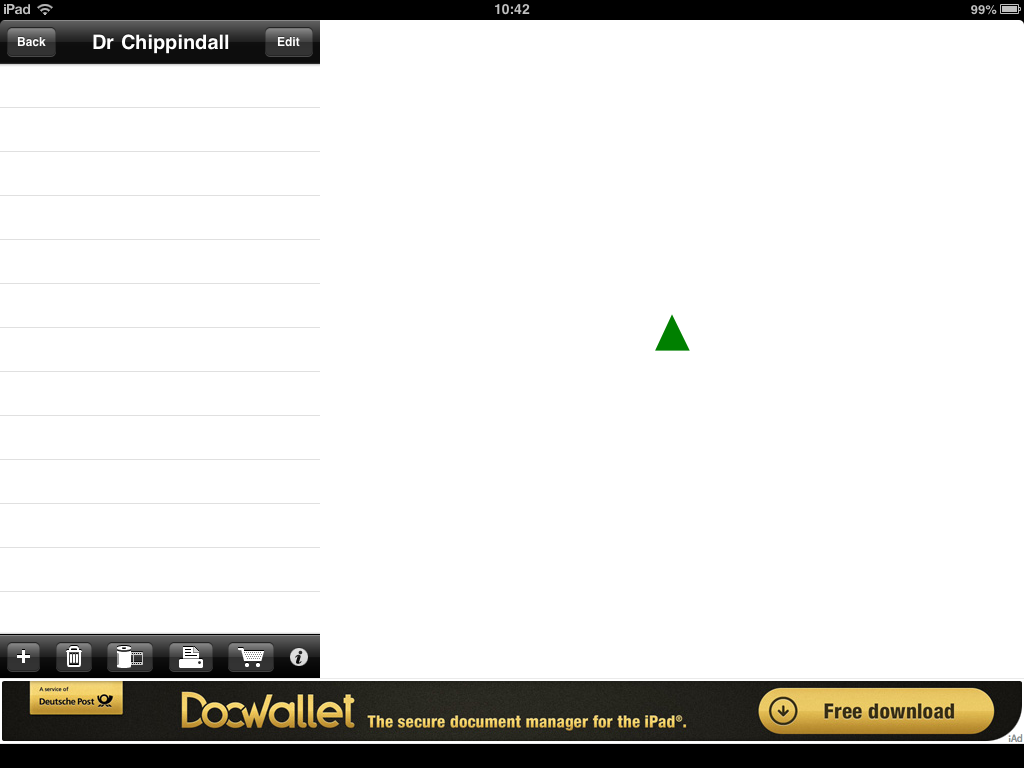 iPad 10:42 99%
Back Dr Chippindall Edit
A service of
Deutsche Post
DocWallet The secure document manager for the iPad®.
Free download
iAd